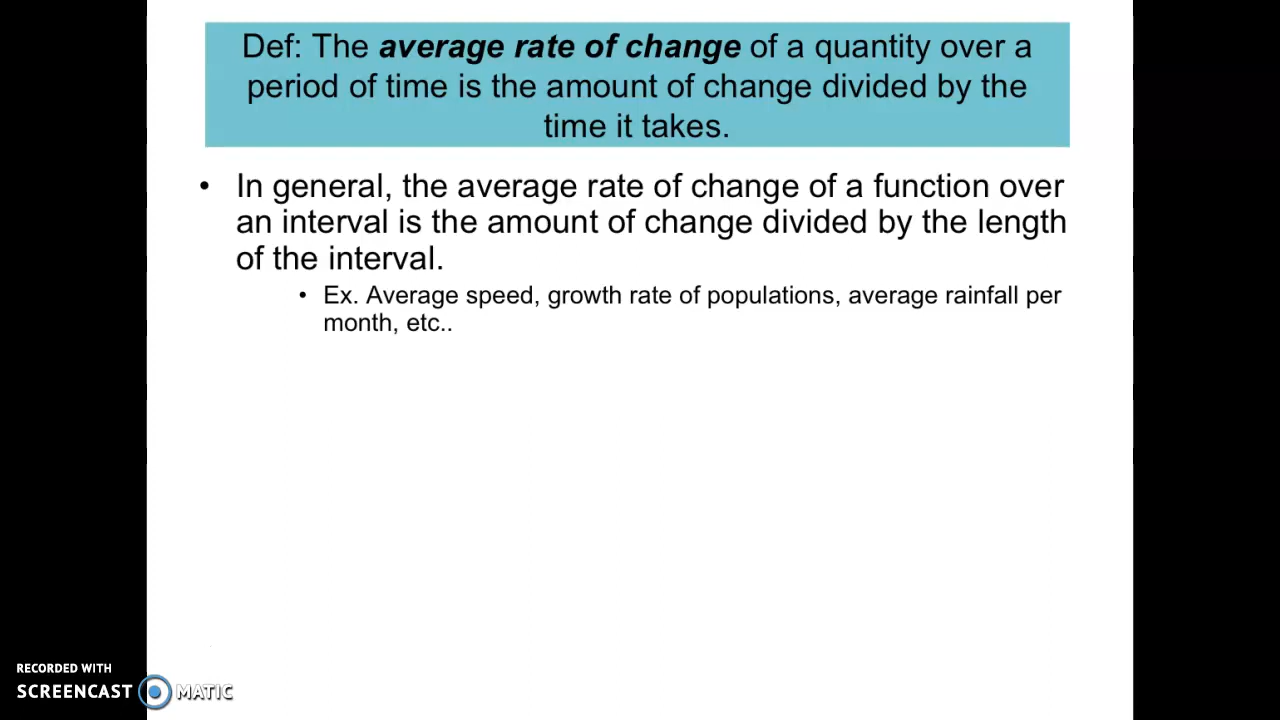 Def: The average rate of change of a quantity over a
period of time is the amount of change divided by the
time it takes.
• In general, the average rate of change of a function over
an interval is the amount of change divided by the length
of the interval.
• Ex. Average speed, growth rate of populations, average rainfall per
month, etc..
RECORDED WITH
SCREENCAST MATIC